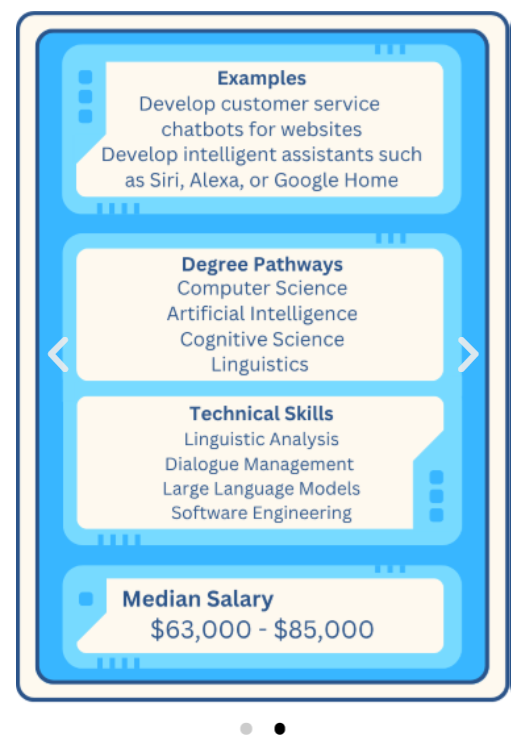 Examples
Develop customer service
chatbots for websites
Develop intelligent assistants such
as Siri, Alexa, or Google Home
Degree Pathways
Computer Science
Artificial Intelligence
Cognitive Science
Linguistics
Technical Skills
Linguistic Analysis
Dialogue Management
Large Language Models
Software Engineering
Median Salary
$63,000 - $85,000